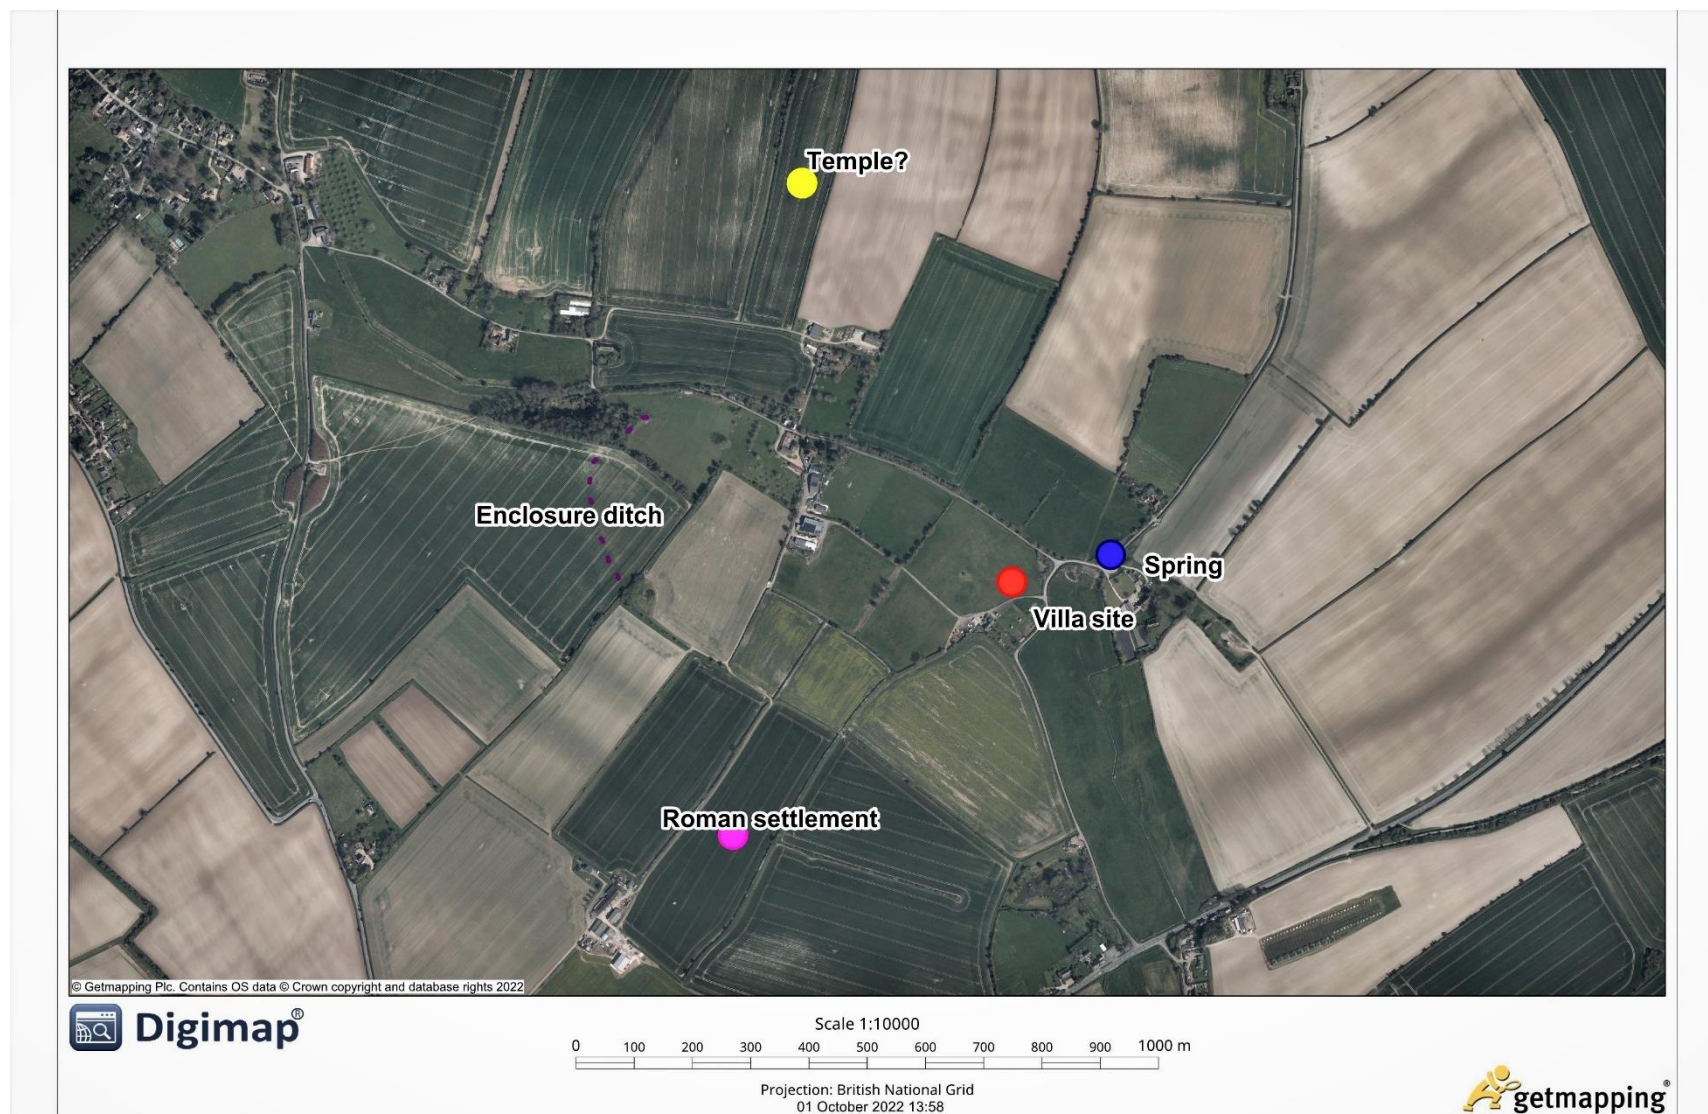 Temple?
Enclosure ditch
Spring
Villa site
Roman settlement
© Getmapping Plc. Contains OS data © Crown copyright and database rights 2022
Digimap®
Scale 1:10000
0 100 200 300 400 500 600 700 800 900 1000 m
Projection: British National Grid
01 October 2022 13:58
getmapping®